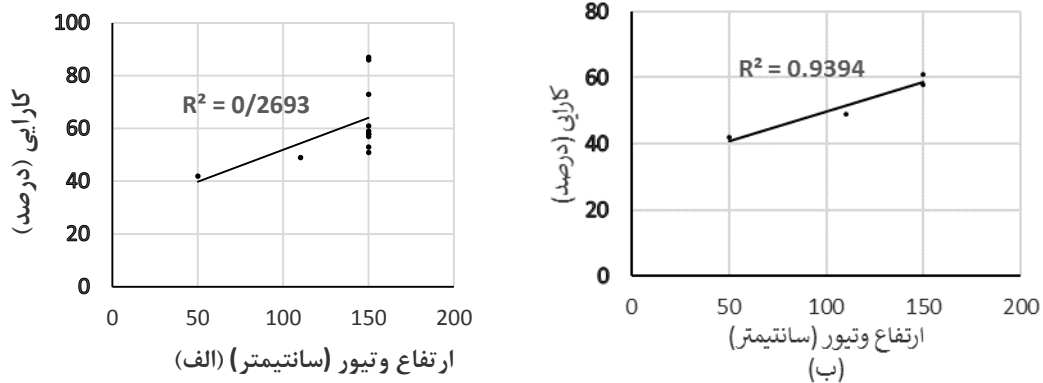 100
80
60
40
20
0
کارایی (درصد)
R² = 0/2693
0 50 100 150 200
ارتفاع وتیور (سانتیمتر) (الف)
80
60
40
20
0
کارایی (درصد)
R² = 0.9394
0 50 100 150 200
ارتفاع وتیور (سانتیمتر)
(ب)